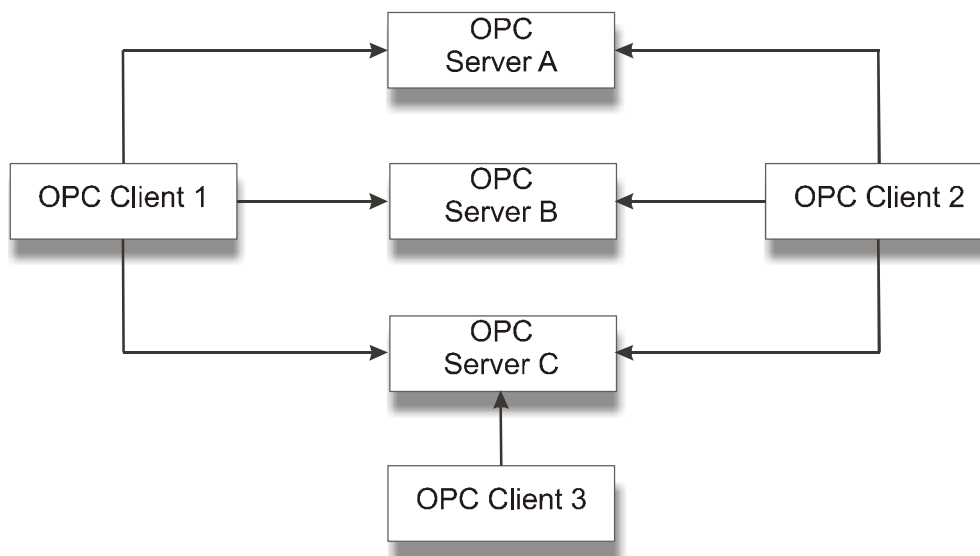 OPC
Server A
OPC Client 1
OPC
Server B
OPC Client 2
OPC
Server C
OPC Client 3